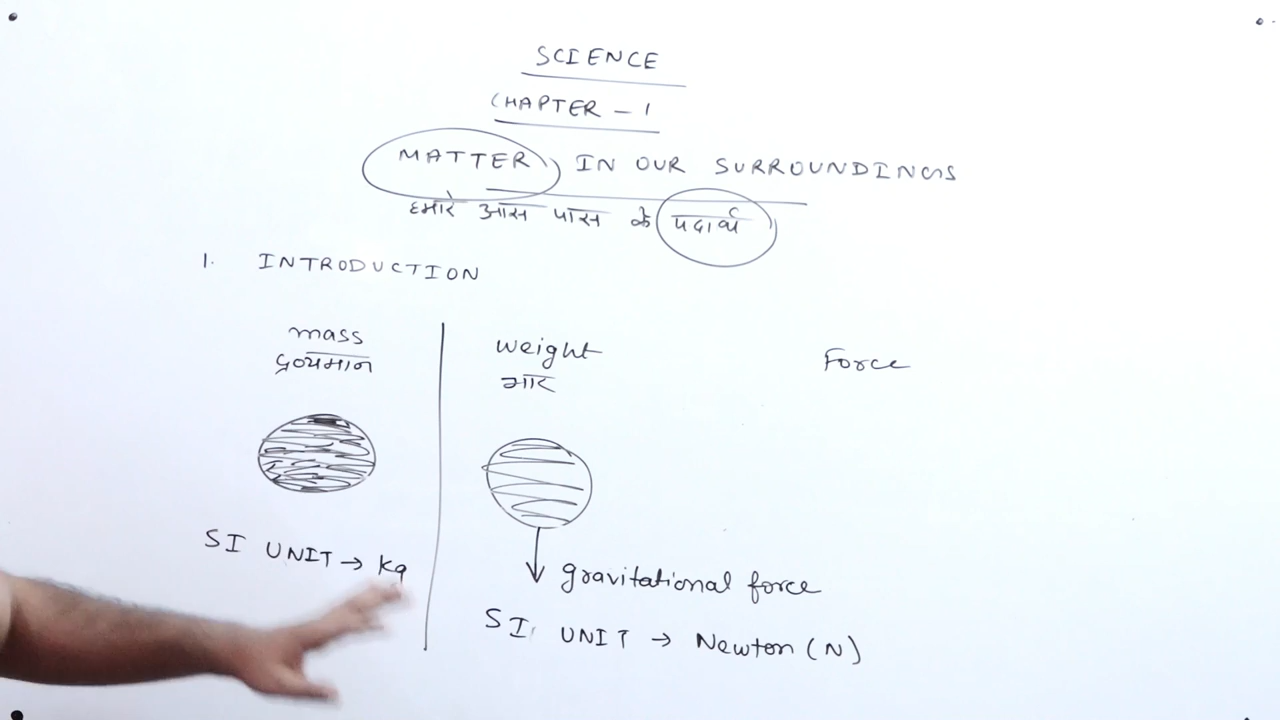 SCIENCE
CHAPTER - 1
MATTER IN OUR SURROUNDINGS
हमारे आस पास के पदार्थ
1. INTRODUCTION
mass
द्रव्यमान
SI UNIT → Kg
weight
भार
gravitational force
SI UNIT → Newton (N)
Force